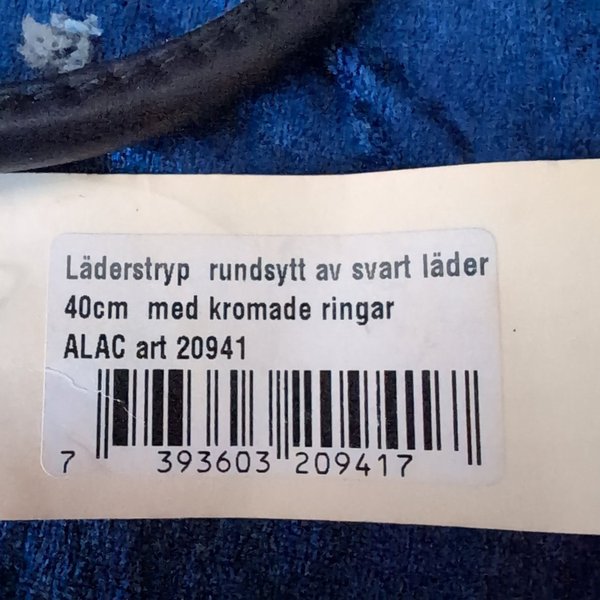 Läderstryp rundsytt av svart läder
40cm med kromade ringar
ALAC art 20941
7 393603 209417